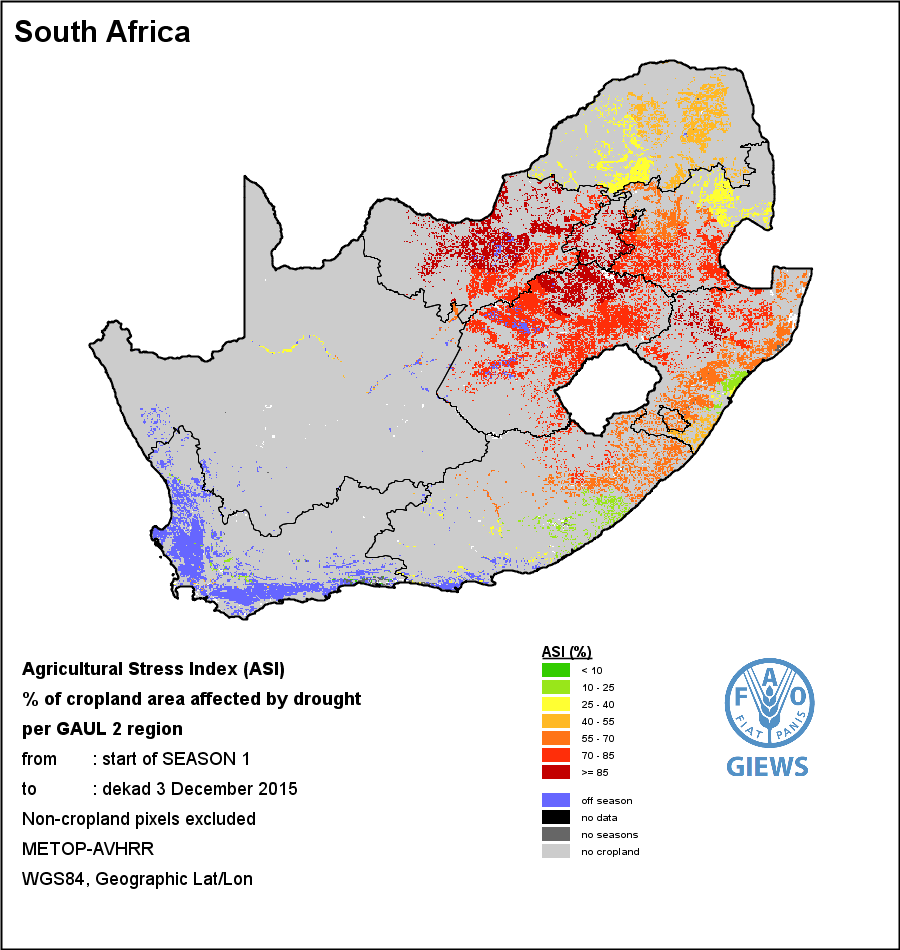 South Africa
Agricultural Stress Index (ASI)
% of cropland area affected by drought
per GAUL 2 region
from : start of SEASON 1
to : dekad 3 December 2015
Non-cropland pixels excluded
METOP-AVHRR
WGS84, Geographic Lat/Lon
ASI (%)
< 10
10 - 25
25 - 40
40 - 55
55 - 70
70 - 85
>= 85
off season
no data
no seasons
no cropland
FAO
FIAT PANIS
GIEWS